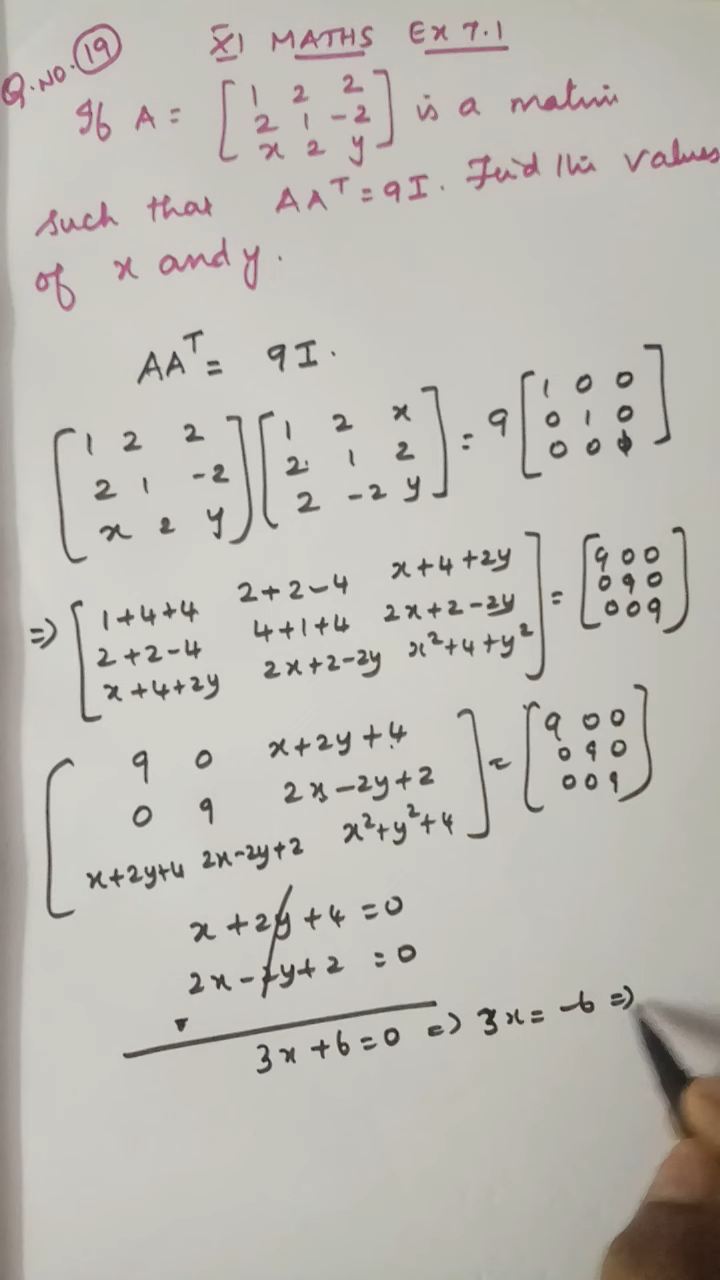 XI MATHS Ex 7.1
Q.NO. 19
If A = [ 1 2 2
2 1 -2
x 2 y ] is a matrix
such that AAᵀ = 9I. Find the values
of x and y.
AAᵀ = 9I.
[ 1 2 2 ] [ 1 2 x ] = 9 [ 1 0 0 ]
[ 2 1 -2 ] [ 2 1 2 ] [ 0 1 0 ]
[ x 2 y ] [ 2 -2 y ] [ 0 0 1 ]
=> [ 1+4+4 2+2-4 x+4+2y ] = [ 9 0 0 ]
[ 2+2-4 4+1+4 2x+2-2y ] [ 0 9 0 ]
[ x+4+2y 2x+2-2y x²+4+y² ] [ 0 0 9 ]
[ 9 0 x+2y+4 ] = [ 9 0 0 ]
[ 0 9 2x-2y+2 ] [ 0 9 0 ]
[ x+2y+4 2x-2y+2 x²+y²+4 ] [ 0 0 9 ]
x+2y+4 = 0
2x-2y+2 = 0
3x+6=0 => 3x = -6 =>